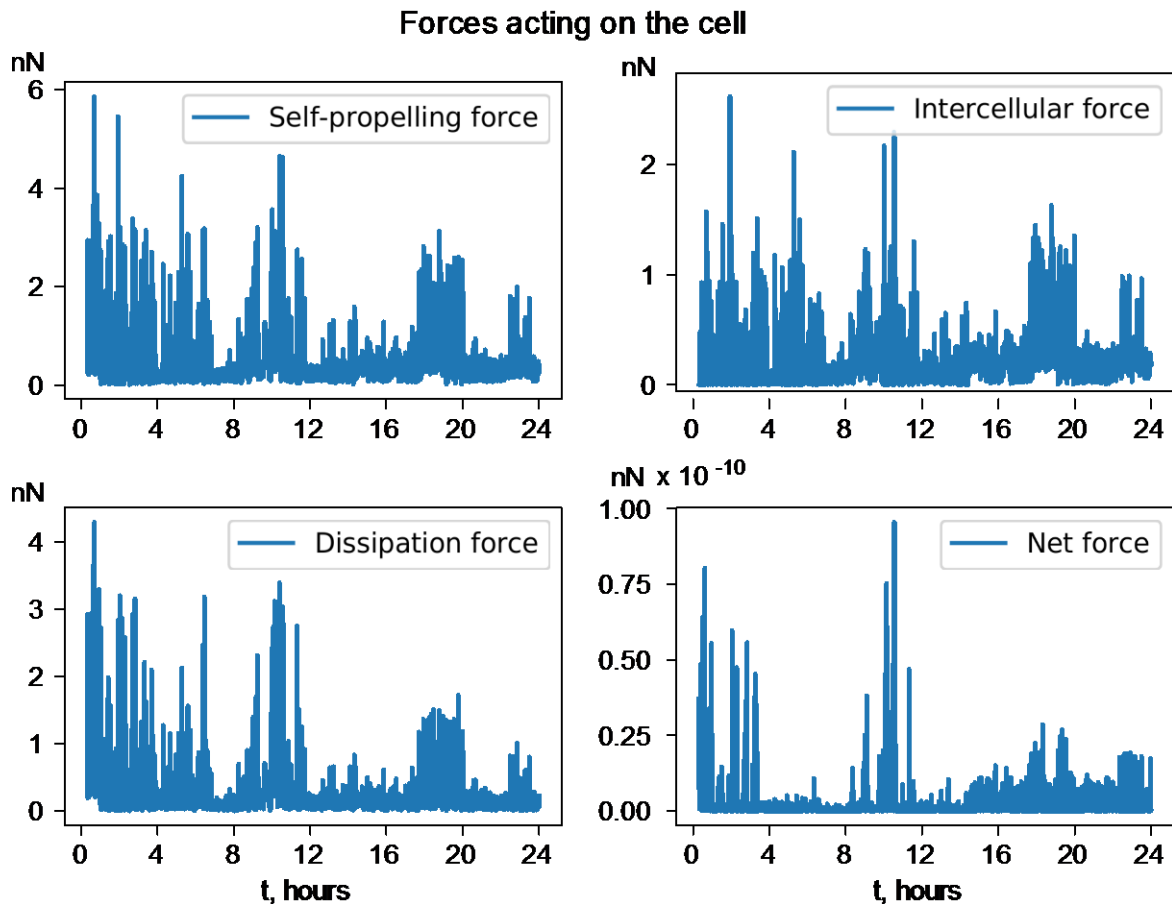 Forces acting on the cell
nN
6
4
2
0
Self-propelling force
0 4 8 12 16 20 24
nN
2
1
0
Intercellular force
0 4 8 12 16 20 24
nN
4
3
2
1
0
Dissipation force
0 4 8 12 16 20 24
t, hours
nN x 10⁻¹⁰
1.00
0.75
0.50
0.25
0.00
Net force
0 4 8 12 16 20 24
t, hours